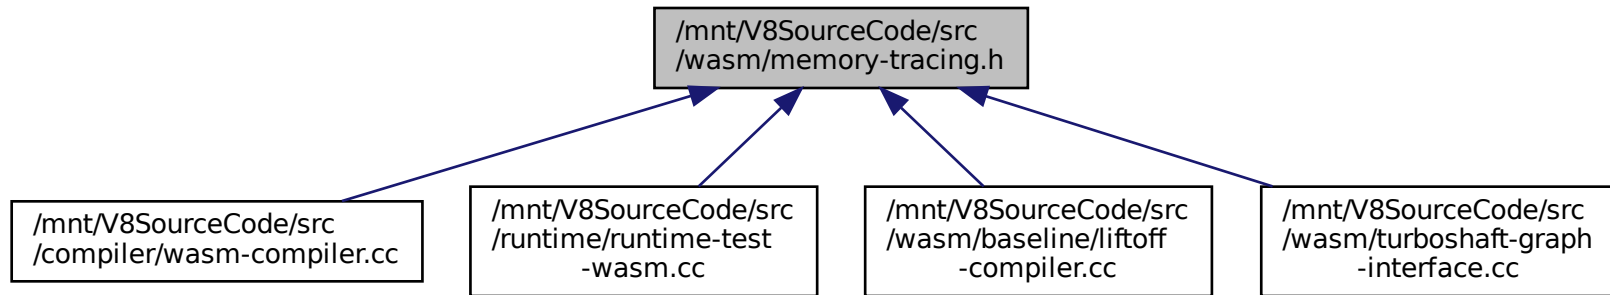 /mnt/V8SourceCode/src
/wasm/memory-tracing.h
/mnt/V8SourceCode/src
/compiler/wasm-compiler.cc
/mnt/V8SourceCode/src
/runtime/runtime-test
-wasm.cc
/mnt/V8SourceCode/src
/wasm/baseline/liftoff
-compiler.cc
/mnt/V8SourceCode/src
/wasm/turboshaft-graph
-interface.cc